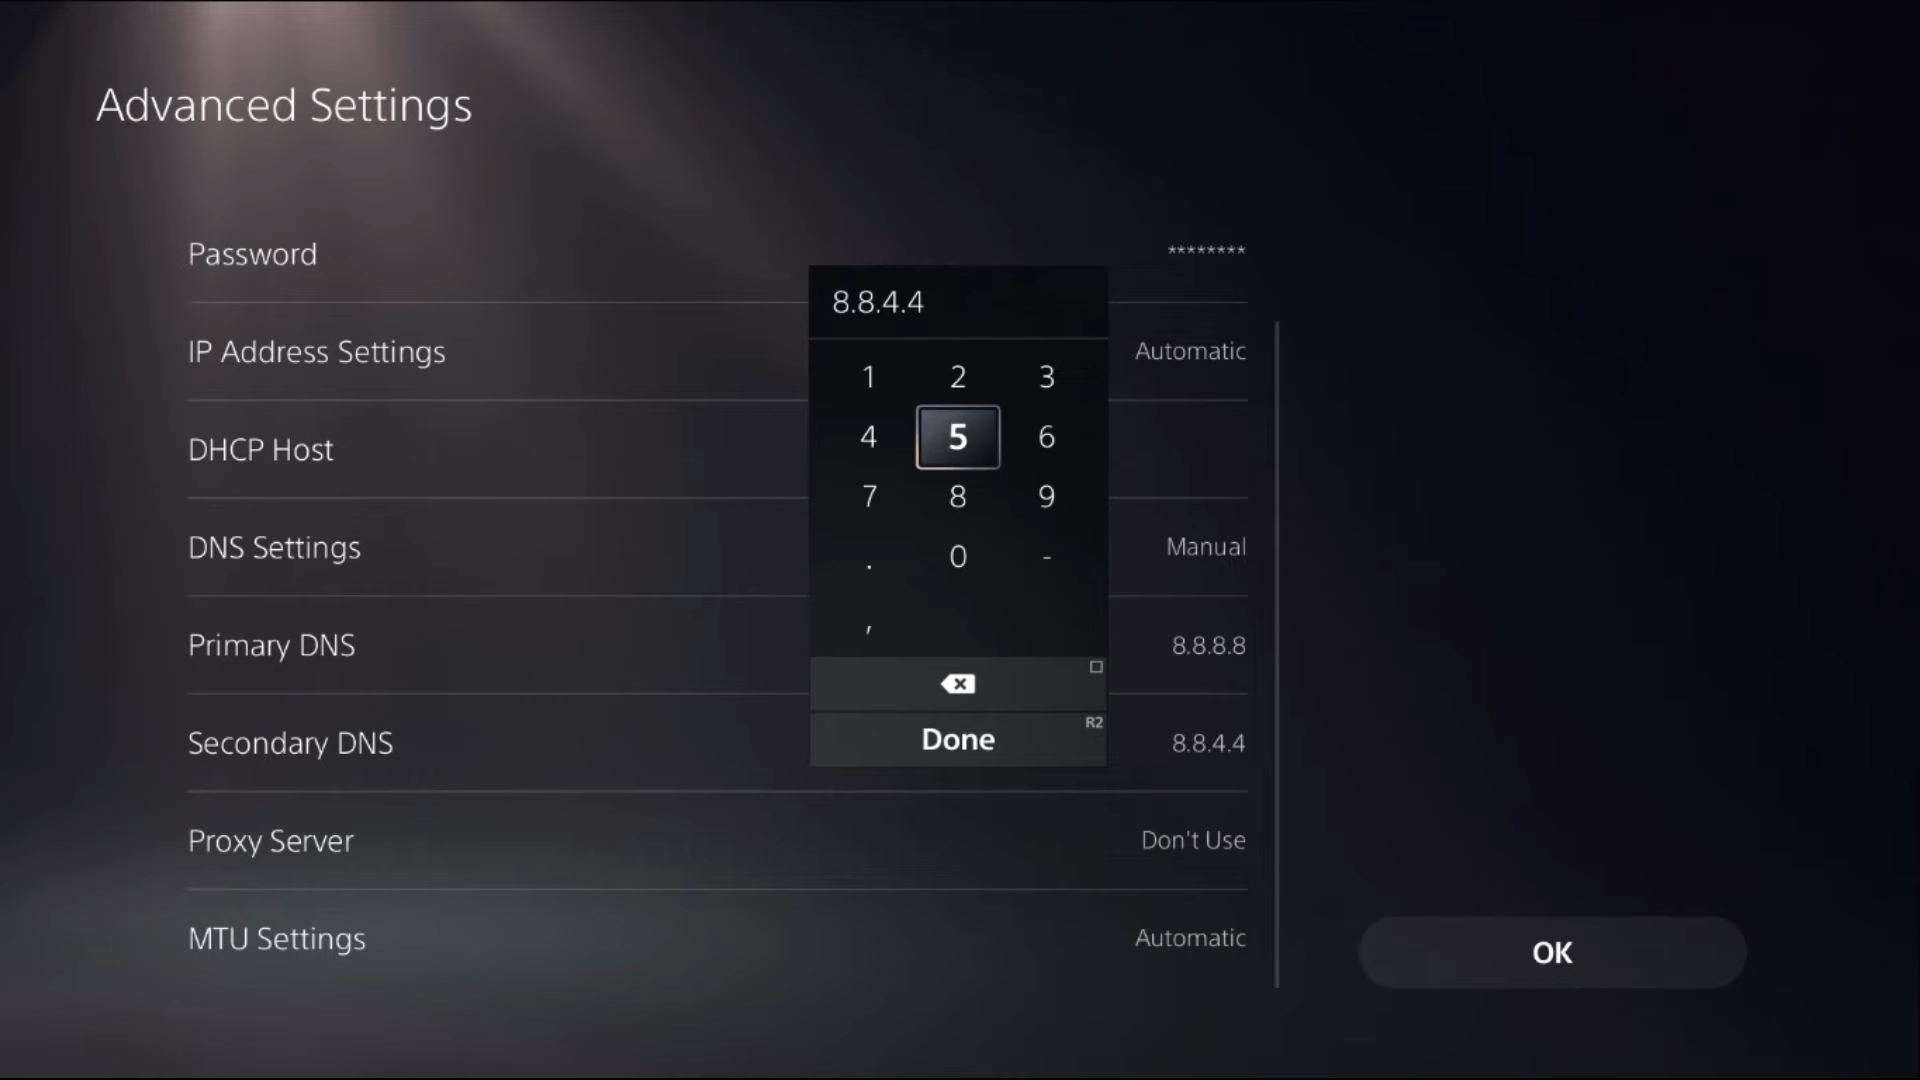 Advanced Settings
Password ********
IP Address Settings Automatic
DHCP Host
DNS Settings Manual
Primary DNS 8.8.8.8
Secondary DNS 8.8.4.4
Proxy Server Don't Use
MTU Settings Automatic
8.8.4.4
1 2 3
4 5 6
7 8 9
. 0 -
,
Done R2
OK